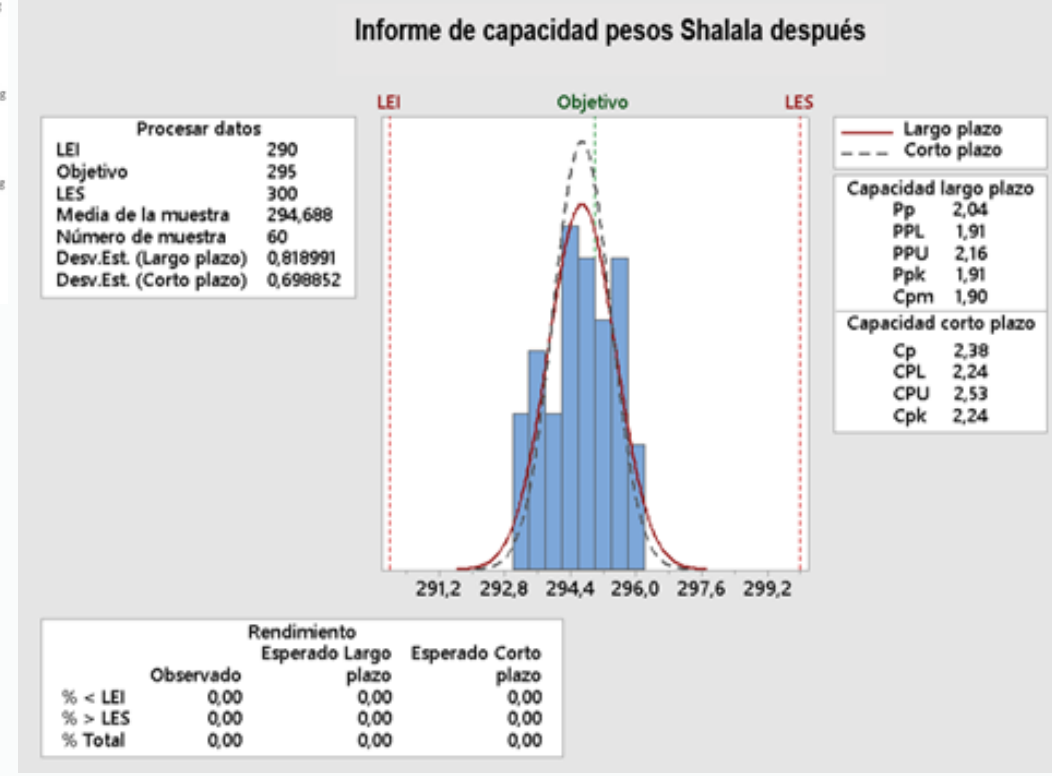 Informe de capacidad pesos Shalala después
LEI Objetivo LES
Procesar datos
LEI 290
Objetivo 295
LES 300
Media de la muestra 294,688
Número de muestra 60
Desv.Est. (Largo plazo) 0,818991
Desv.Est. (Corto plazo) 0,698852
Largo plazo
Corto plazo
Capacidad largo plazo
Pp 2,04
PPL 1,91
PPU 2,16
Ppk 1,91
Cpm 1,90
Capacidad corto plazo
Cp 2,38
CPL 2,24
CPU 2,53
Cpk 2,24
291,2 292,8 294,4 296,0 297,6 299,2
Rendimiento
Esperado Largo Esperado Corto
Observado plazo plazo
% < LEI 0,00 0,00 0,00
% > LES 0,00 0,00 0,00
% Total 0,00 0,00 0,00